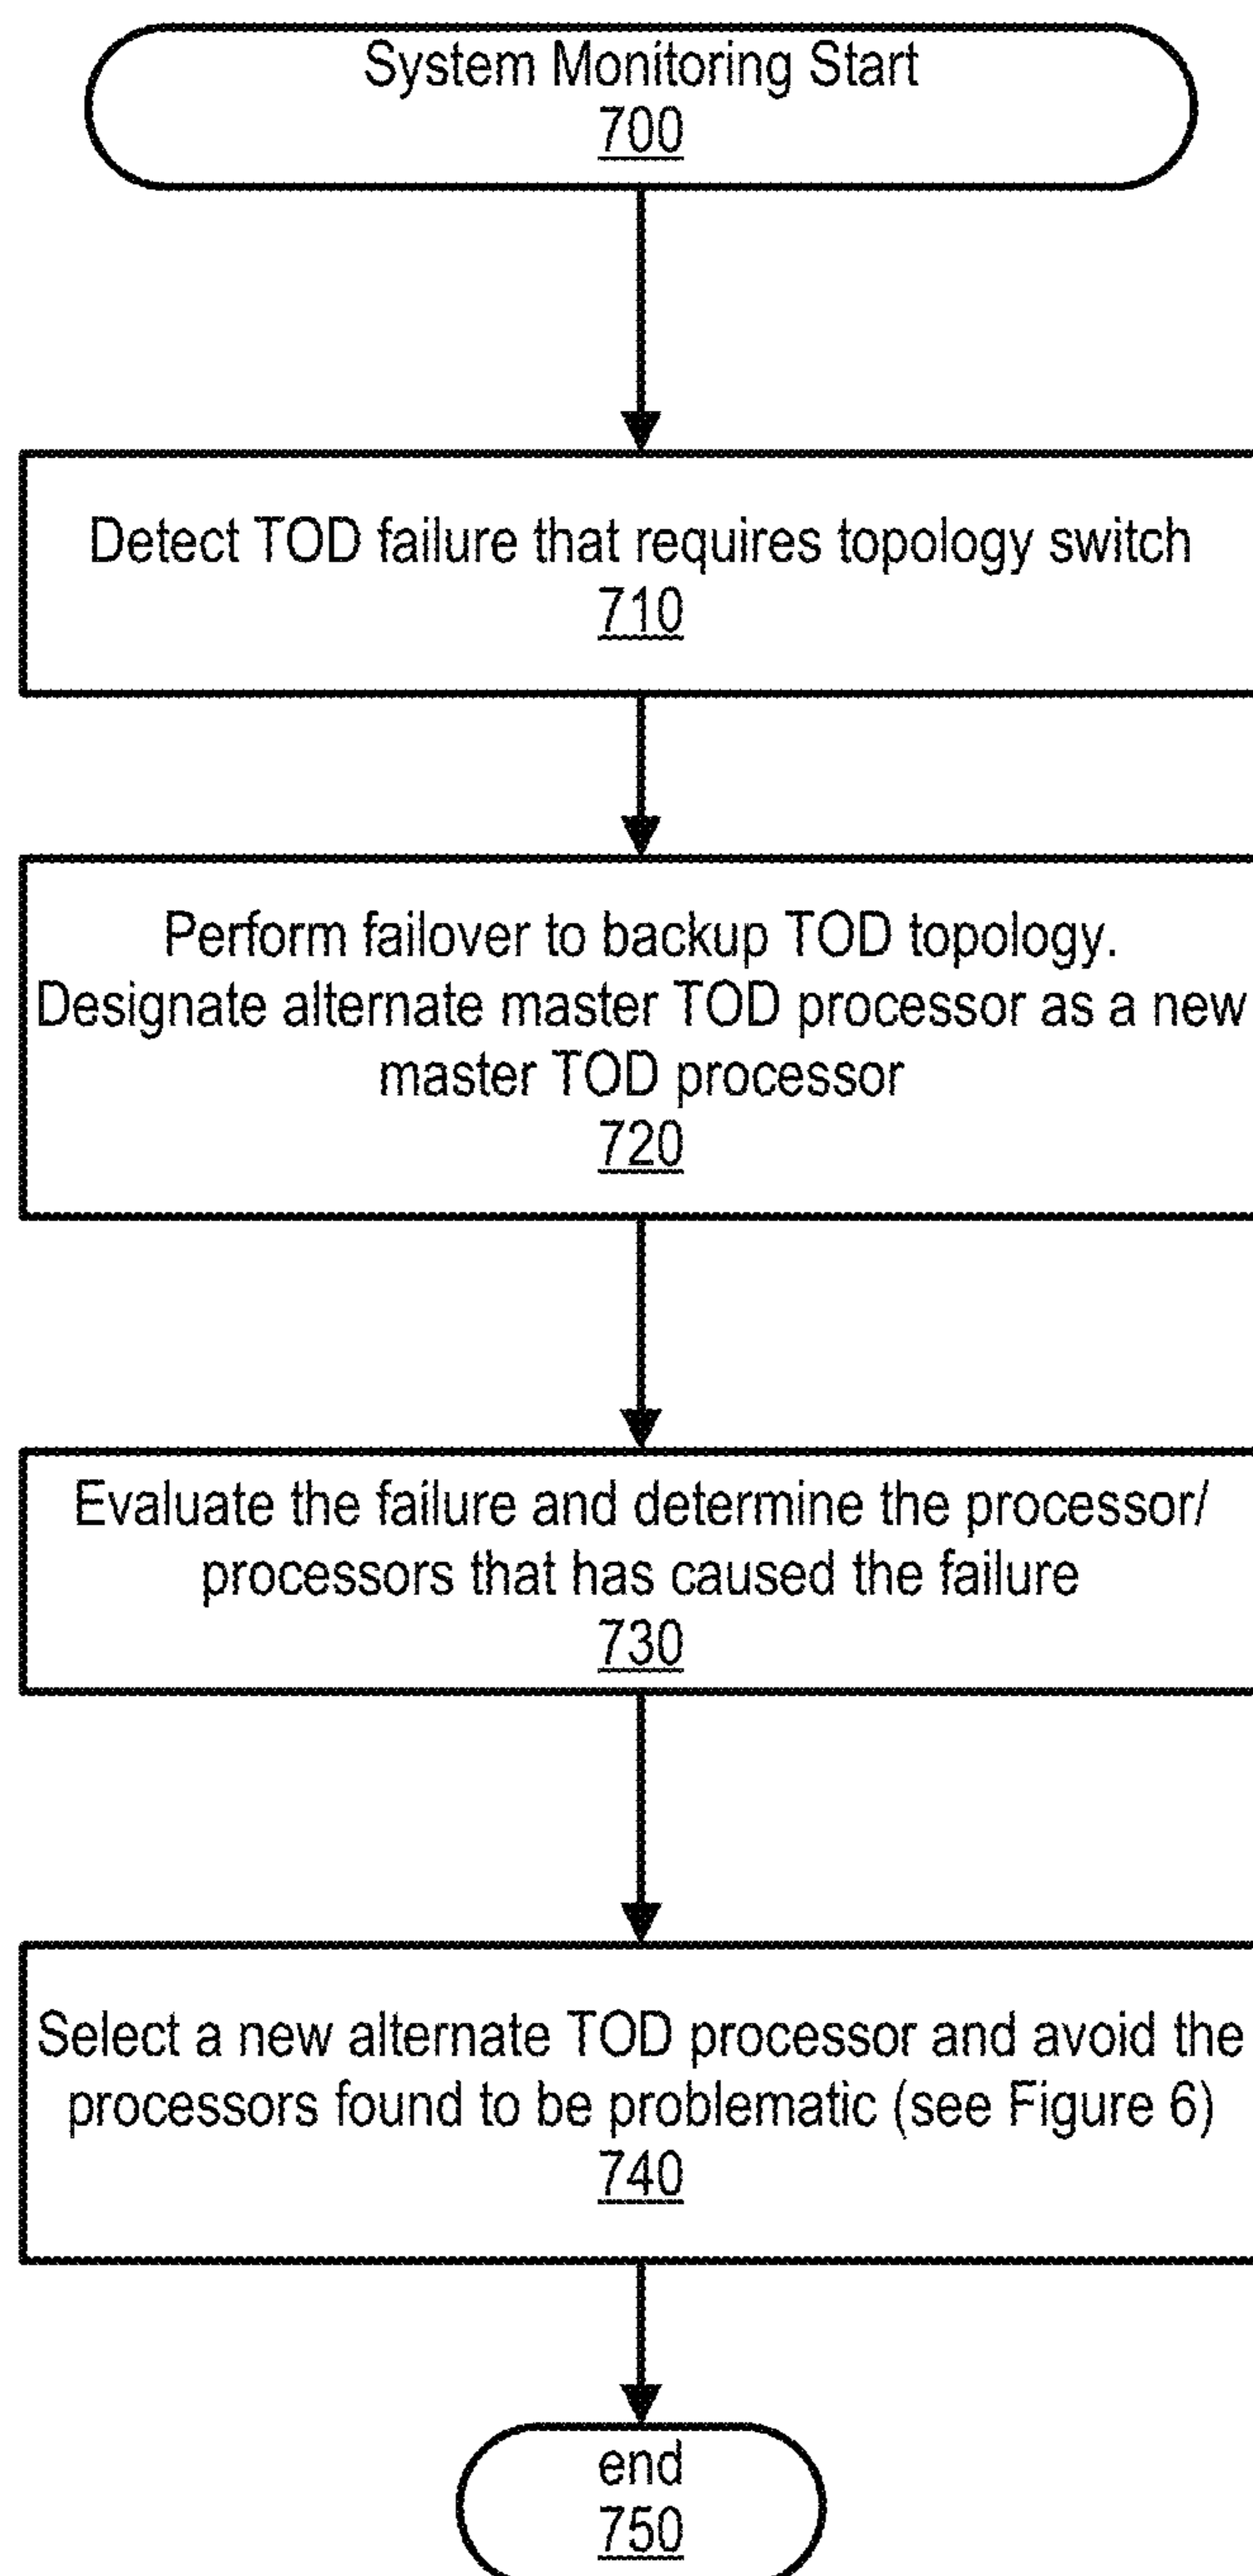 System Monitoring Start
700
Detect TOD failure that requires topology switch
710
Perform failover to backup TOD topology.
Designate alternate master TOD processor as a new
master TOD processor
720
Evaluate the failure and determine the processor/
processors that has caused the failure
730
Select a new alternate TOD processor and avoid the
processors found to be problematic (see Figure 6)
740
end
750